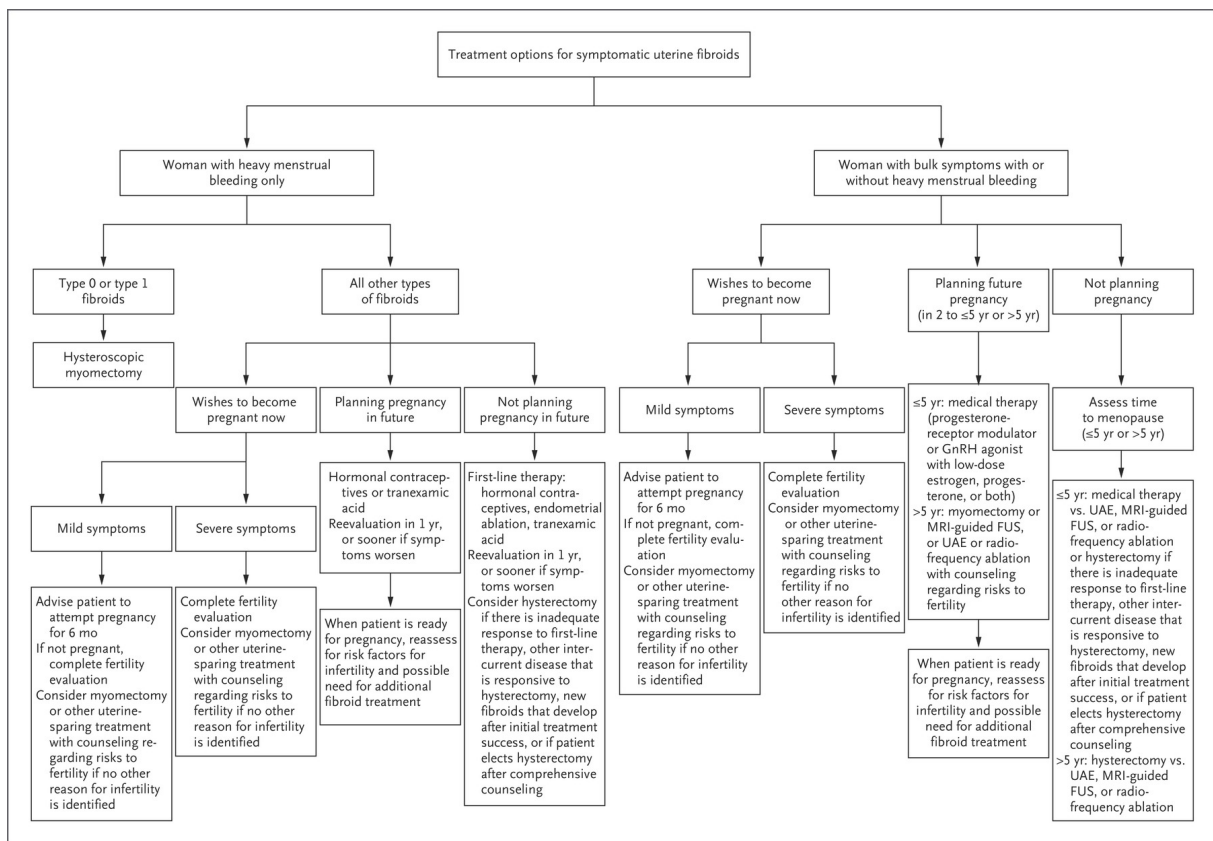 Treatment options for symptomatic uterine fibroids
Woman with heavy menstrual
bleeding only
Woman with bulk symptoms with or
without heavy menstrual bleeding
Type 0 or type 1
fibroids
All other types
of fibroids
Wishes to become
pregnant now
Planning future
pregnancy
(in 2 to ≤5 yr or >5 yr)
Not planning
pregnancy
Hysteroscopic
myomectomy
Wishes to become
pregnant now
Planning pregnancy
in future
Not planning
pregnancy in future
Mild symptoms
Severe symptoms
≤5 yr: medical therapy
(progesterone-
receptor modulator
or GnRH agonist
with low-dose
estrogen, proges-
terone, or both)
>5 yr: myomectomy or
MRI-guided FUS,
or UAE or radio-
frequency ablation
with counseling
regarding risks to
fertility
Assess time
to menopause
(≤5 yr or >5 yr)
Mild symptoms
Severe symptoms
Hormonal contracep-
tives or tranexamic
acid
Reevaluation in 1 yr,
or sooner if symp-
toms worsen
First-line therapy:
hormonal contra-
ceptives, endometrial
ablation, tranexamic
acid
Reevaluation in 1 yr,
or sooner if symp-
toms worsen
Consider hysterectomy
if there is inadequate
response to first-line
therapy, other inter-
current disease that
is responsive to
hysterectomy, new
fibroids that develop
after initial treatment
success, or if patient
elects hysterectomy
after comprehensive
counseling
Advise patient to
attempt pregnancy
for 6 mo
If not pregnant, com-
plete fertility evalu-
ation
Consider myomectomy
or other uterine-
sparing treatment
with counseling
regarding risks to
fertility if no other
reason for infertility
is identified
Complete fertility
evaluation
Consider myomectomy
or other uterine-
sparing treatment
with counseling
regarding risks to
fertility if no
other reason for
infertility is identified
≤5 yr: medical therapy
vs. UAE, MRI-guided
FUS, or radio-
frequency ablation
or hysterectomy if
there is inadequate
response to first-line
therapy, other inter-
current disease that
is responsive to
hysterectomy, new
fibroids that develop
after initial treatment
success, or if patient
elects hysterectomy
after comprehensive
counseling
>5 yr: hysterectomy vs.
UAE, MRI-guided
FUS, or radio-
frequency ablation
Advise patient to
attempt pregnancy
for 6 mo
If not pregnant,
complete fertility
evaluation
Consider myomectomy
or other uterine-
sparing treatment
with counseling re-
garding risks to
fertility if no other
reason for infertility
is identified
Complete fertility
evaluation
Consider myomectomy
or other uterine-
sparing treatment
with counseling
regarding risks to
fertility if no other
reason for infertility
is identified
When patient is ready
for pregnancy, reassess
for risk factors for
infertility and possible
need for additional
fibroid treatment
When patient is ready
for pregnancy, reassess
for risk factors for
infertility and possible
need for additional
fibroid treatment